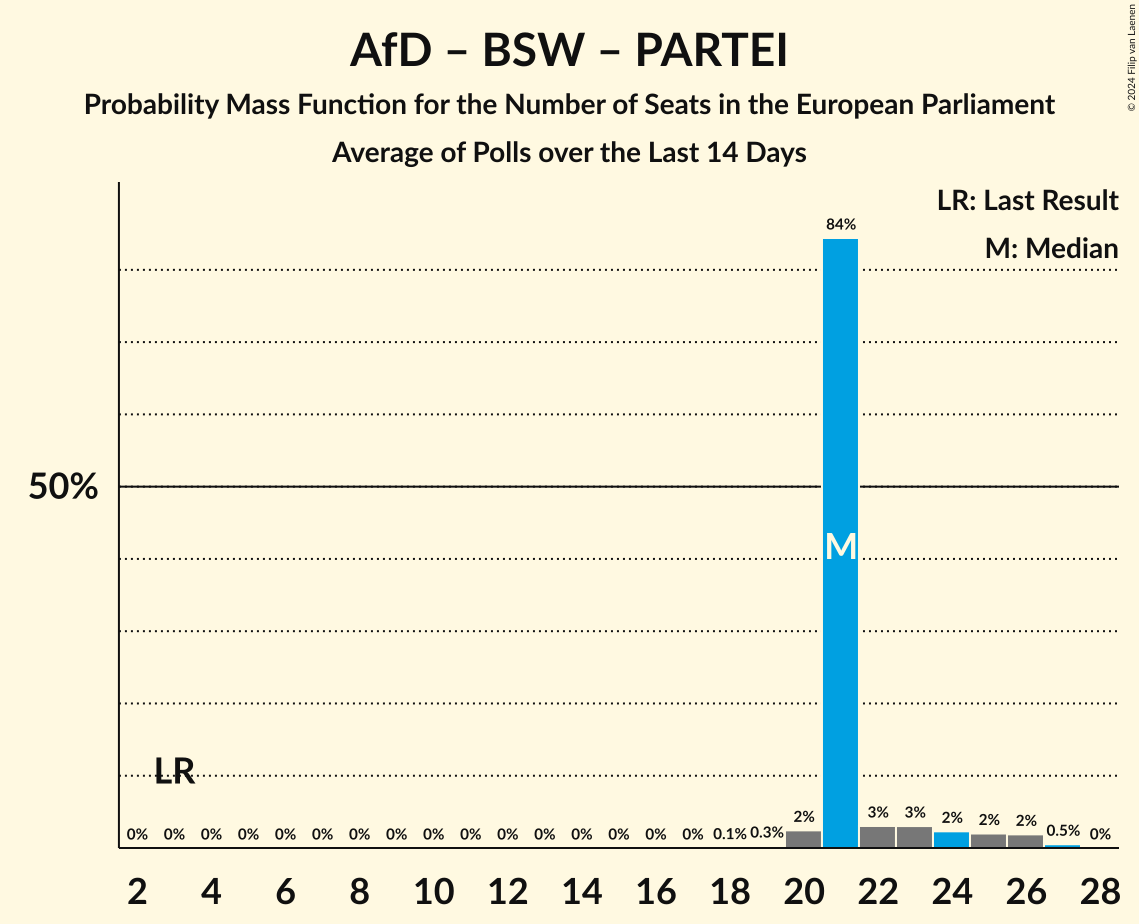 AfD – BSW – PARTEI
Probability Mass Function for the Number of Seats in the European Parliament
Average of Polls over the Last 14 Days
© 2024 Filip van Laenen
LR: Last Result
M: Median
84%
50%
M
LR
0% 0% 0% 0% 0% 0% 0% 0% 0% 0% 0% 0% 0% 0% 0% 0% 0.1% 0.3% 2% 3% 3% 2% 2% 2% 0.5% 0%
2 4 6 8 10 12 14 16 18 20 22 24 26 28